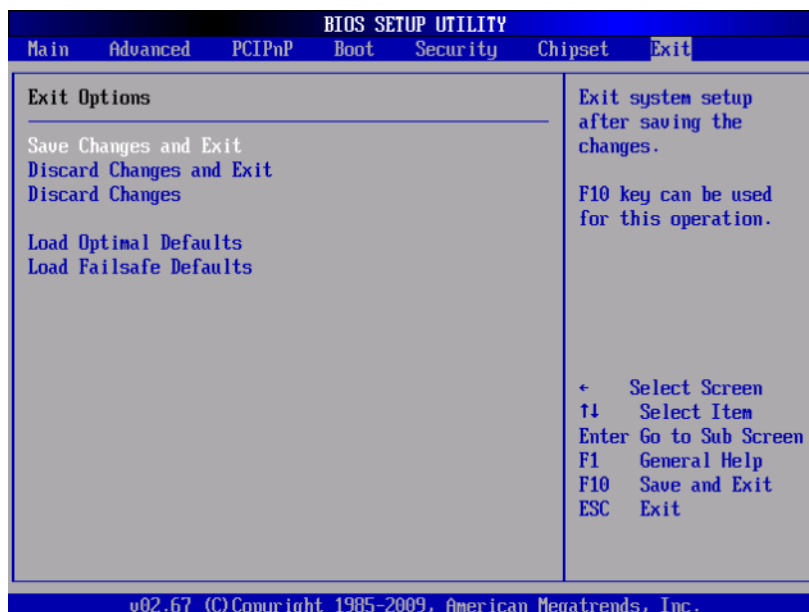 BIOS SETUP UTILITY
Main Advanced PCIPnP Boot Security Chipset Exit
Exit Options
Save Changes and Exit
Discard Changes and Exit
Discard Changes
Load Optimal Defaults
Load Failsafe Defaults
Exit system setup
after saving the
changes.
F10 key can be used
for this operation.
← Select Screen
↑↓ Select Item
Enter Go to Sub Screen
F1 General Help
F10 Save and Exit
ESC Exit
v02.67 (C)Copyright 1985-2009, American Megatrends, Inc.